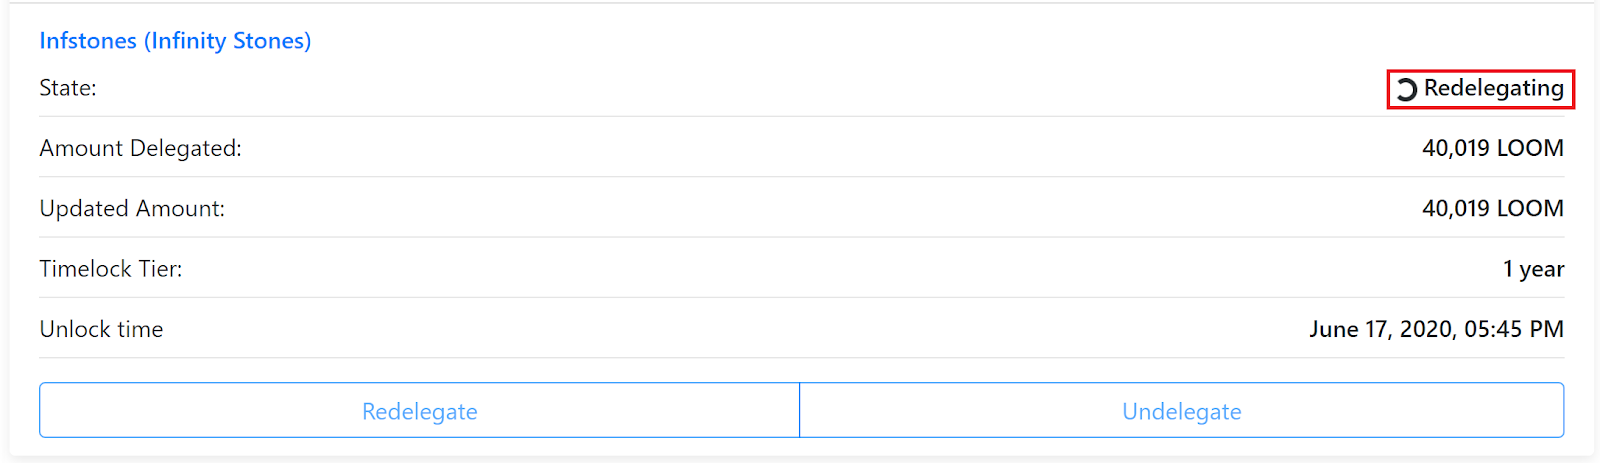 Infstones (Infinity Stones)
State: Redelegating
Amount Delegated: 40,019 LOOM
Updated Amount: 40,019 LOOM
Timelock Tier: 1 year
Unlock time June 17, 2020, 05:45 PM
Redelegate Undelegate